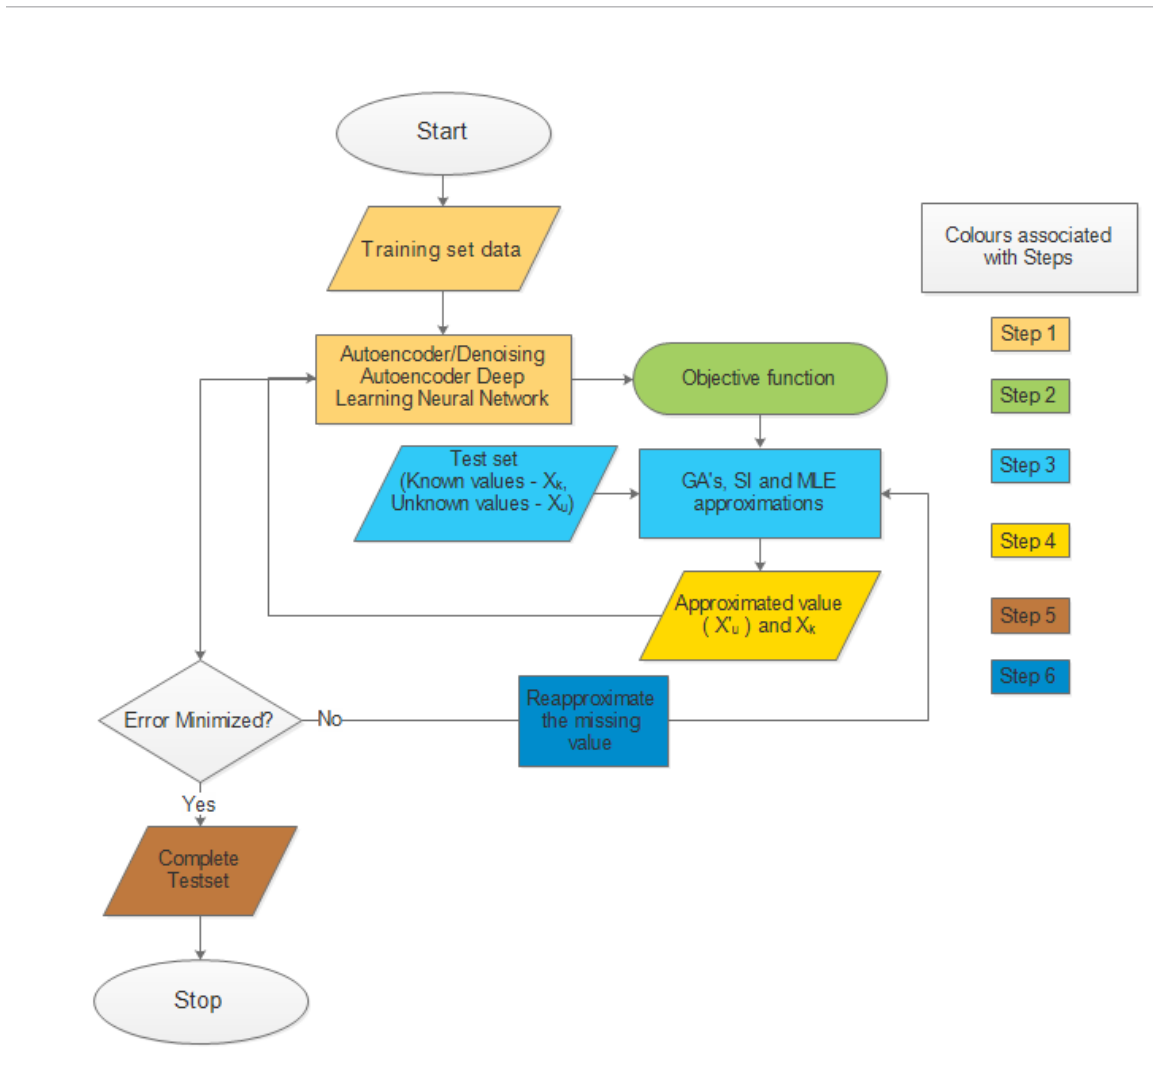 Start
Training set data
Colours associated
with Steps
Autoencoder/Denoising
Autoencoder Deep
Learning Neural Network
Objective function
Step 1
Step 2
Test set
(Known values - Xₖ,
Unknown values - Xᵤ)
GA's, SI and MLE
approximations
Step 3
Step 4
Approximated value
( X'ᵤ ) and Xₖ
Step 5
Step 6
Error Minimized?
No
Reapproximate
the missing
value
Yes
Complete
Testset
Stop